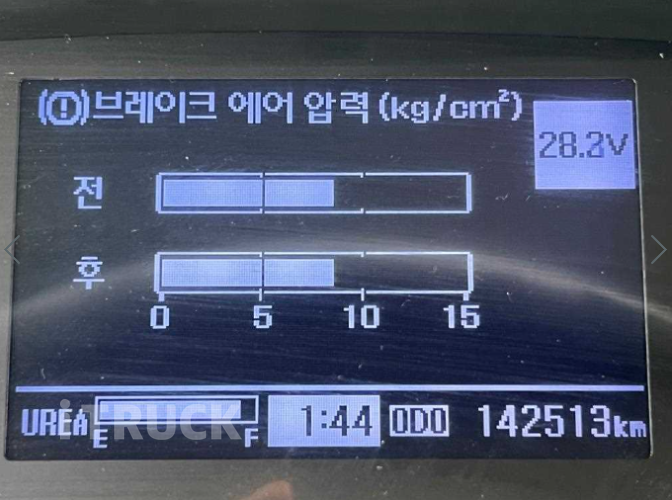 (!)브레이크 에어 압력 (kg/cm²)
28.2V
전
후
0 5 10 15
UREA E F 1:44 ODO 142513km
iTRUCK